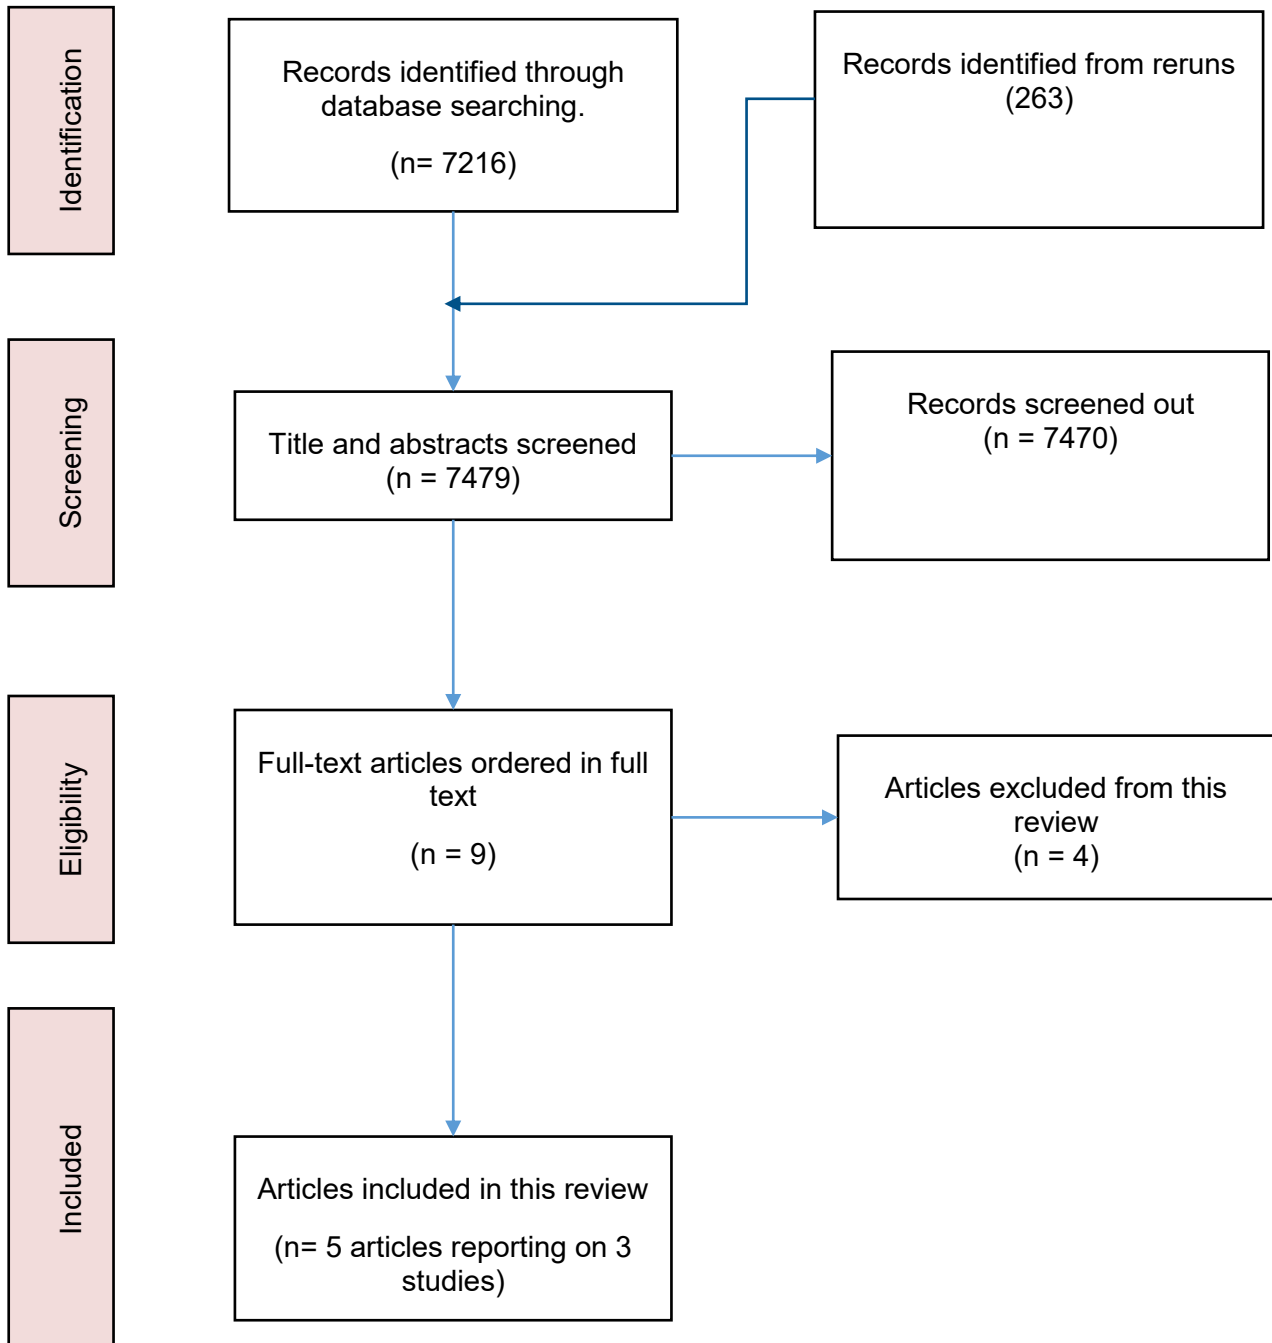 Identification
Records identified through
database searching.
(n= 7216)
Records identified from reruns
(263)
Screening
Title and abstracts screened
(n = 7479)
Records screened out
(n = 7470)
Eligibility
Full-text articles ordered in full
text
(n = 9)
Articles excluded from this
review
(n = 4)
Included
Articles included in this review
(n= 5 articles reporting on 3
studies)